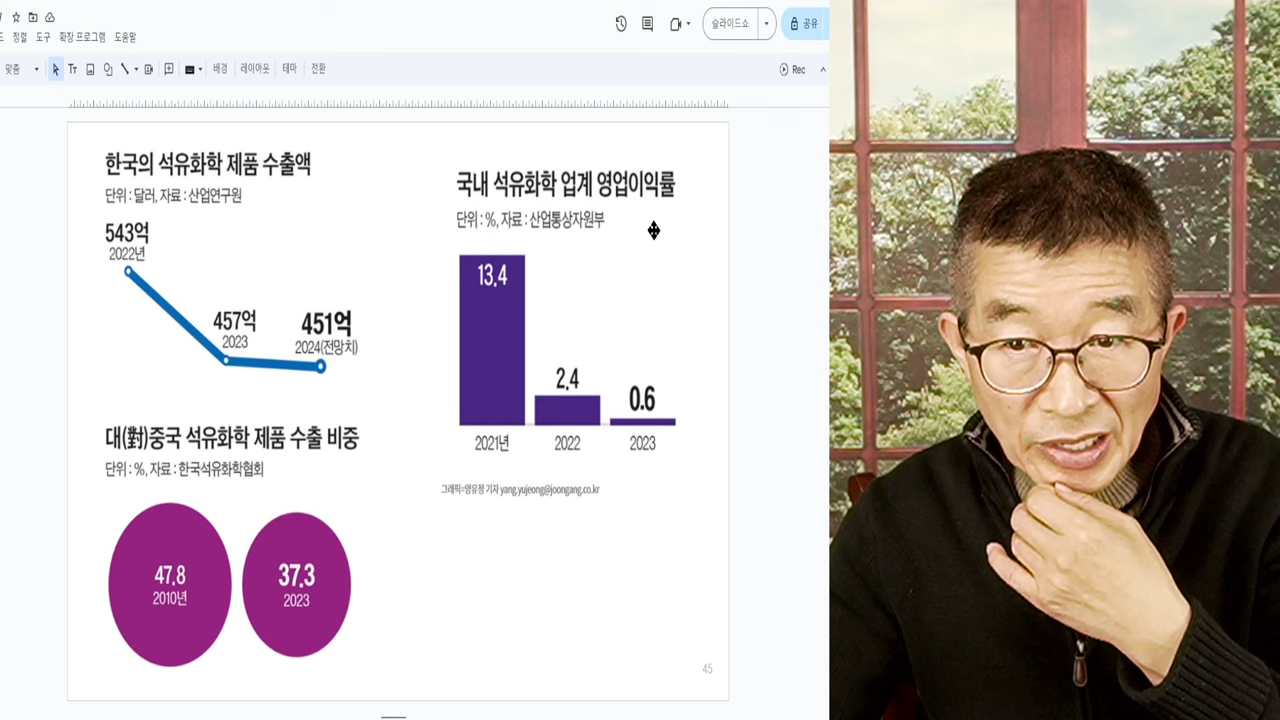 정렬 도구 확장 프로그램 도움말
슬라이드쇼
공유
맞춤
배경 레이아웃 테마 전환
Rec
한국의 석유화학 제품 수출액
단위 : 달러, 자료 : 산업연구원
543억
2022년
457억
2023
451억
2024(전망치)
국내 석유화학 업계 영업이익률
단위 : %, 자료 : 산업통상자원부
13.4
2.4
0.6
2021년
2022
2023
그래픽=양유정 기자 yang.yujeong@joongang.co.kr
대(對)중국 석유화학 제품 수출 비중
단위 : %, 자료 : 한국석유화학협회
47.8
2010년
37.3
2023
45